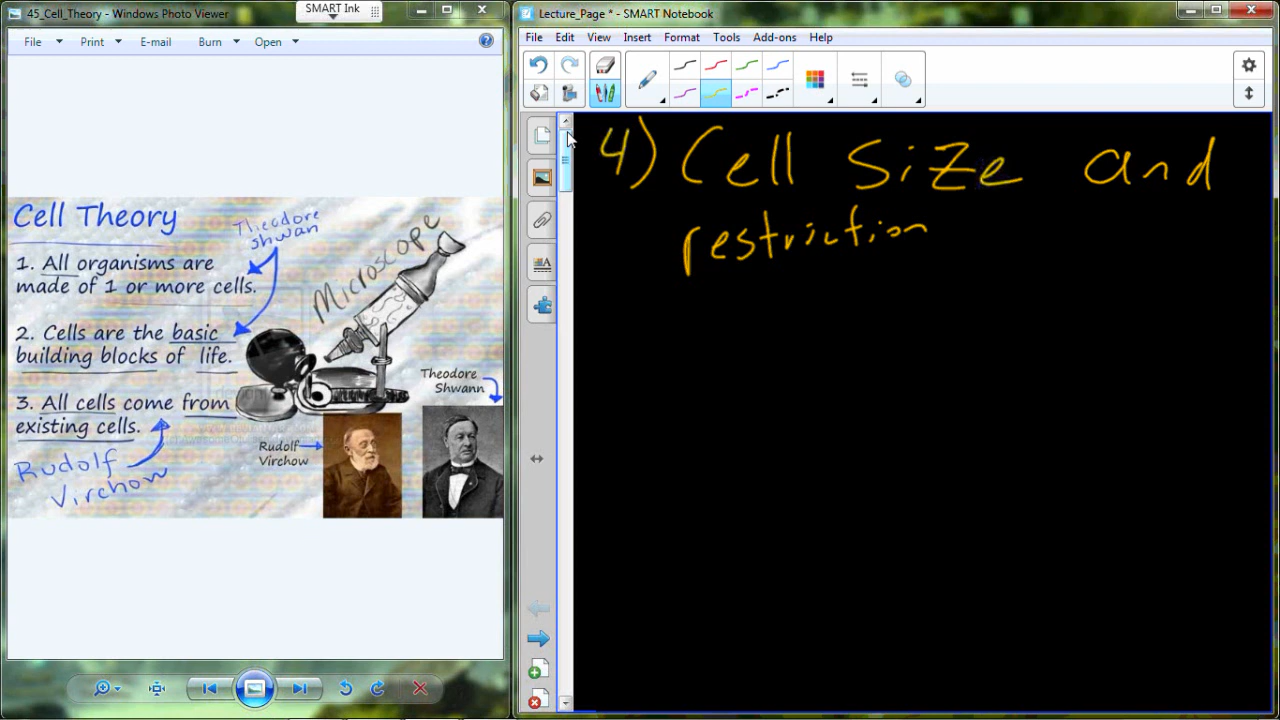 45_Cell_Theory - Windows Photo Viewer
SMART Ink
File Print E-mail Burn Open
Cell Theory
Theodore
shwan
1. All organisms are
made of 1 or more cells.
Microscope
2. Cells are the basic
building blocks of life.
3. All cells come from
existing cells.
Rudolf
Virchow
Theodore
Shwann
Rudolf
Virchow
Lecture_Page * - SMART Notebook
File Edit View Insert Format Tools Add-ons Help
4) Cell Size and
restriction